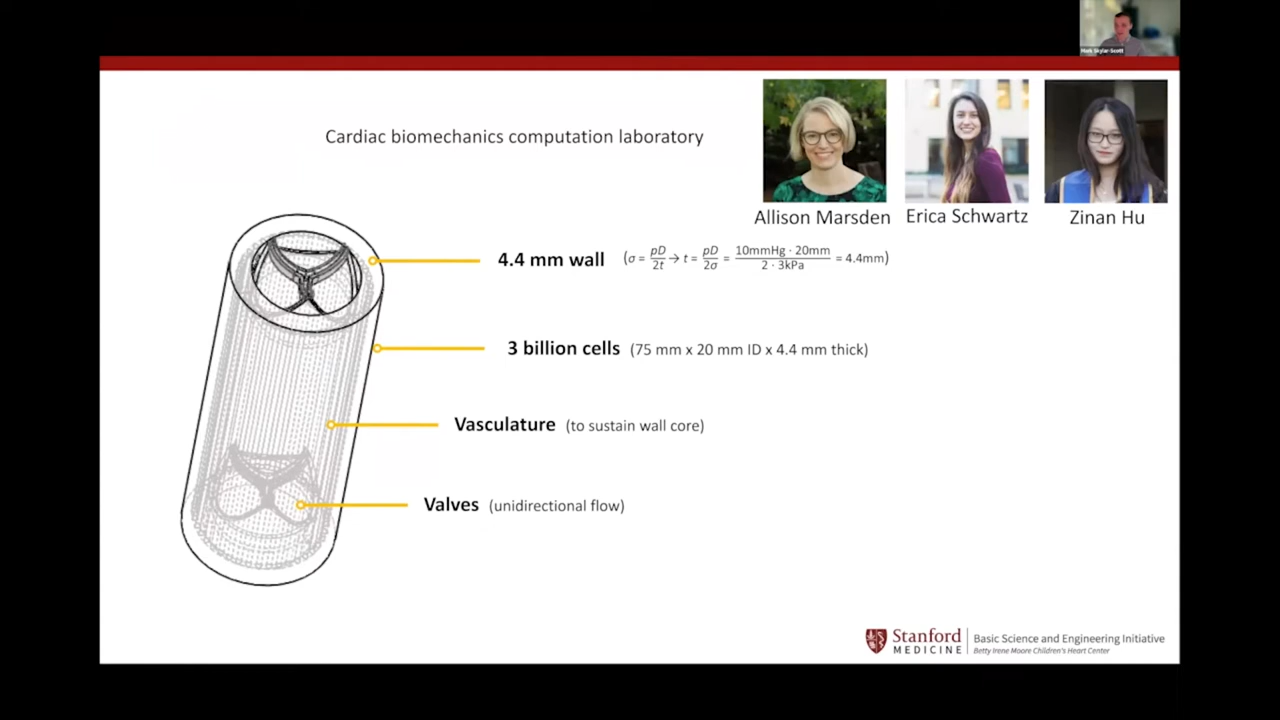 Mark Skylar-Scott
Cardiac biomechanics computation laboratory
Allison Marsden
Erica Schwartz
Zinan Hu
4.4 mm wall (σ = pD/2t → t = pD/2σ = 10mmHg · 20mm/2 · 3kPa = 4.4mm)
3 billion cells (75 mm x 20 mm ID x 4.4 mm thick)
Vasculature (to sustain wall core)
Valves (unidirectional flow)
Stanford
MEDICINE
Basic Science and Engineering Initiative
Betty Irene Moore Children's Heart Center